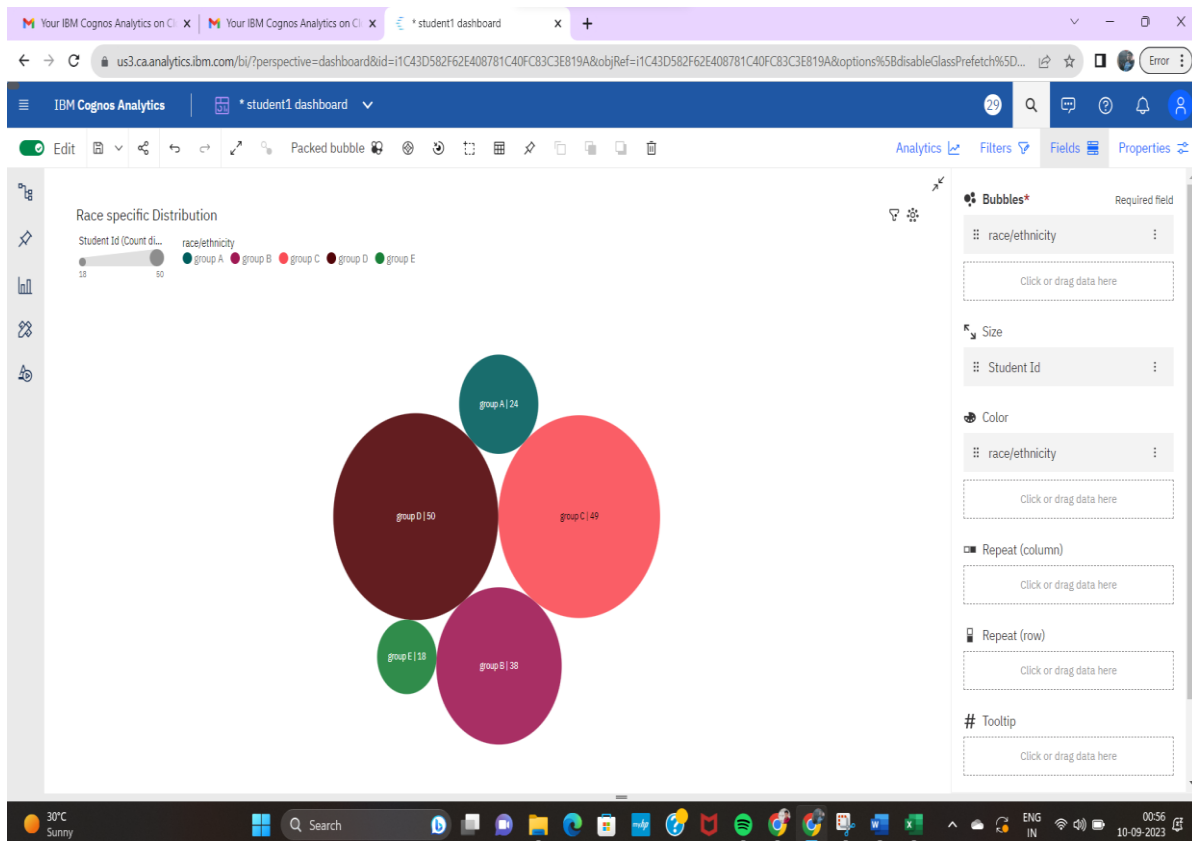 Your IBM Cognos Analytics on Cl
Your IBM Cognos Analytics on Cl
* student1 dashboard
us3.ca.analytics.ibm.com/bi/?perspective=dashboard&id=i1C43D582F62E408781C40FC83C3E819A&objRef=i1C43D582F62E408781C40FC83C3E819A&options%5BdisableGlassPrefetch%5D...
Error
IBM Cognos Analytics
* student1 dashboard
29
Edit
Packed bubble
Analytics
Filters
Fields
Properties
Race specific Distribution
Student Id (Count di...
18
50
race/ethnicity
group A group B group C group D group E
group A | 24
group D | 50
group C | 49
group E | 18
group B | 38
Bubbles*
Required field
race/ethnicity
Click or drag data here
Size
Student Id
Color
race/ethnicity
Click or drag data here
Repeat (column)
Click or drag data here
Repeat (row)
Click or drag data here
# Tooltip
Click or drag data here
30°C
Sunny
Search
ENG
IN
00:56
10-09-2023